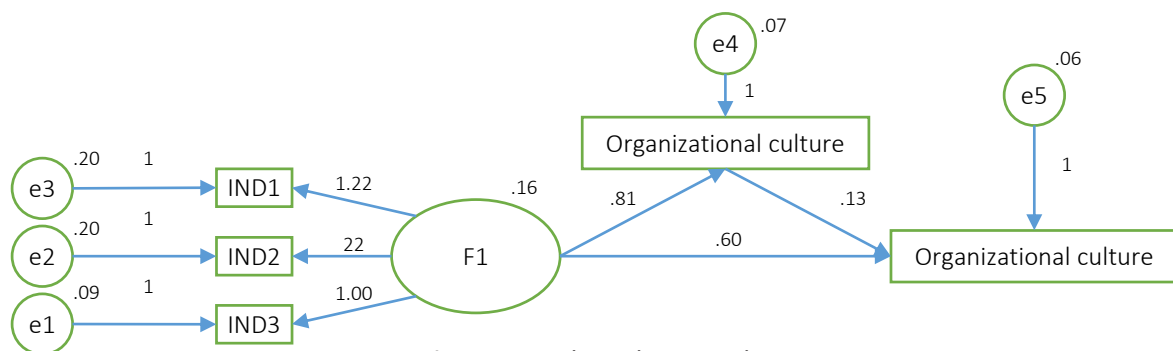 e4
.07
1
Organizational culture
e5
.06
1
Organizational culture
e3
.20
1
IND1
1.22
e2
.20
1
IND2
22
e1
.09
1
IND3
1.00
F1
.16
.81
.13
.60